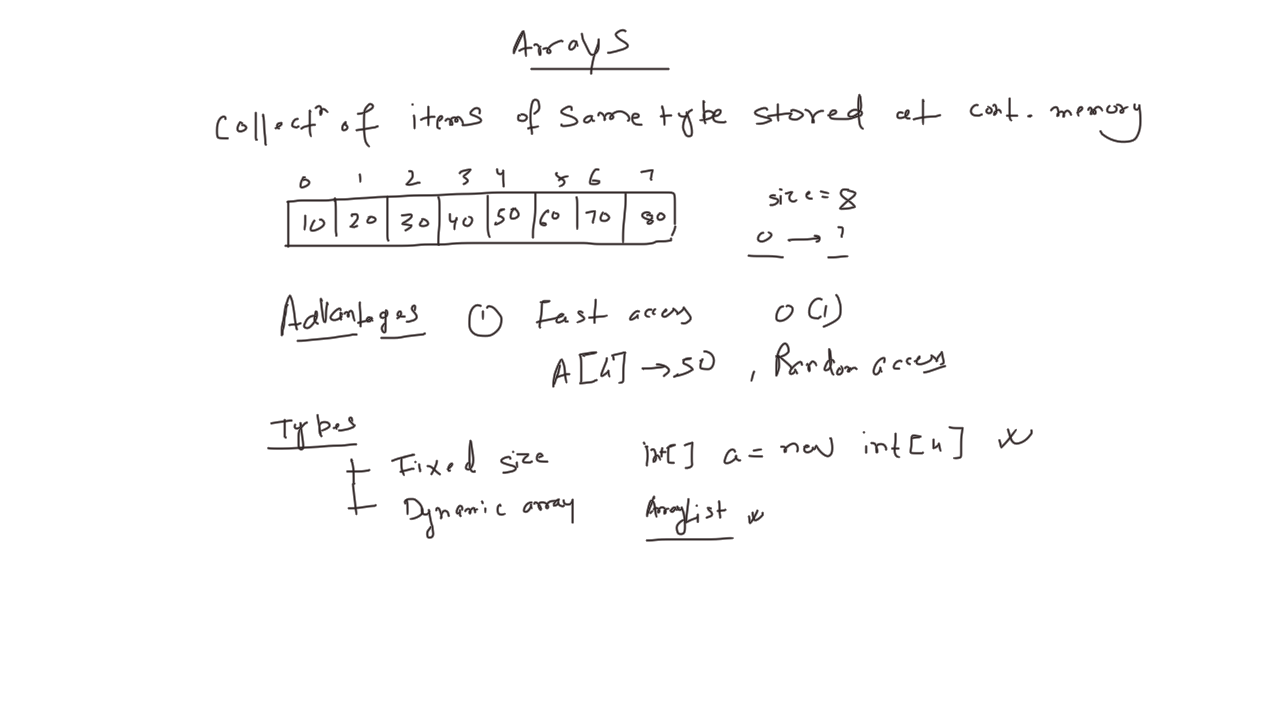 Arrays
Collectn of items of same type stored at cont. memory
0 1 2 3 4 5 6 7
10 20 30 40 50 60 70 80
size = 8
0 → 7
Advantages ① Fast access O(1)
A[4] → 50 , Random access
Types
Fixed size int[] a = new int[4]
Dynamic array ArrayList